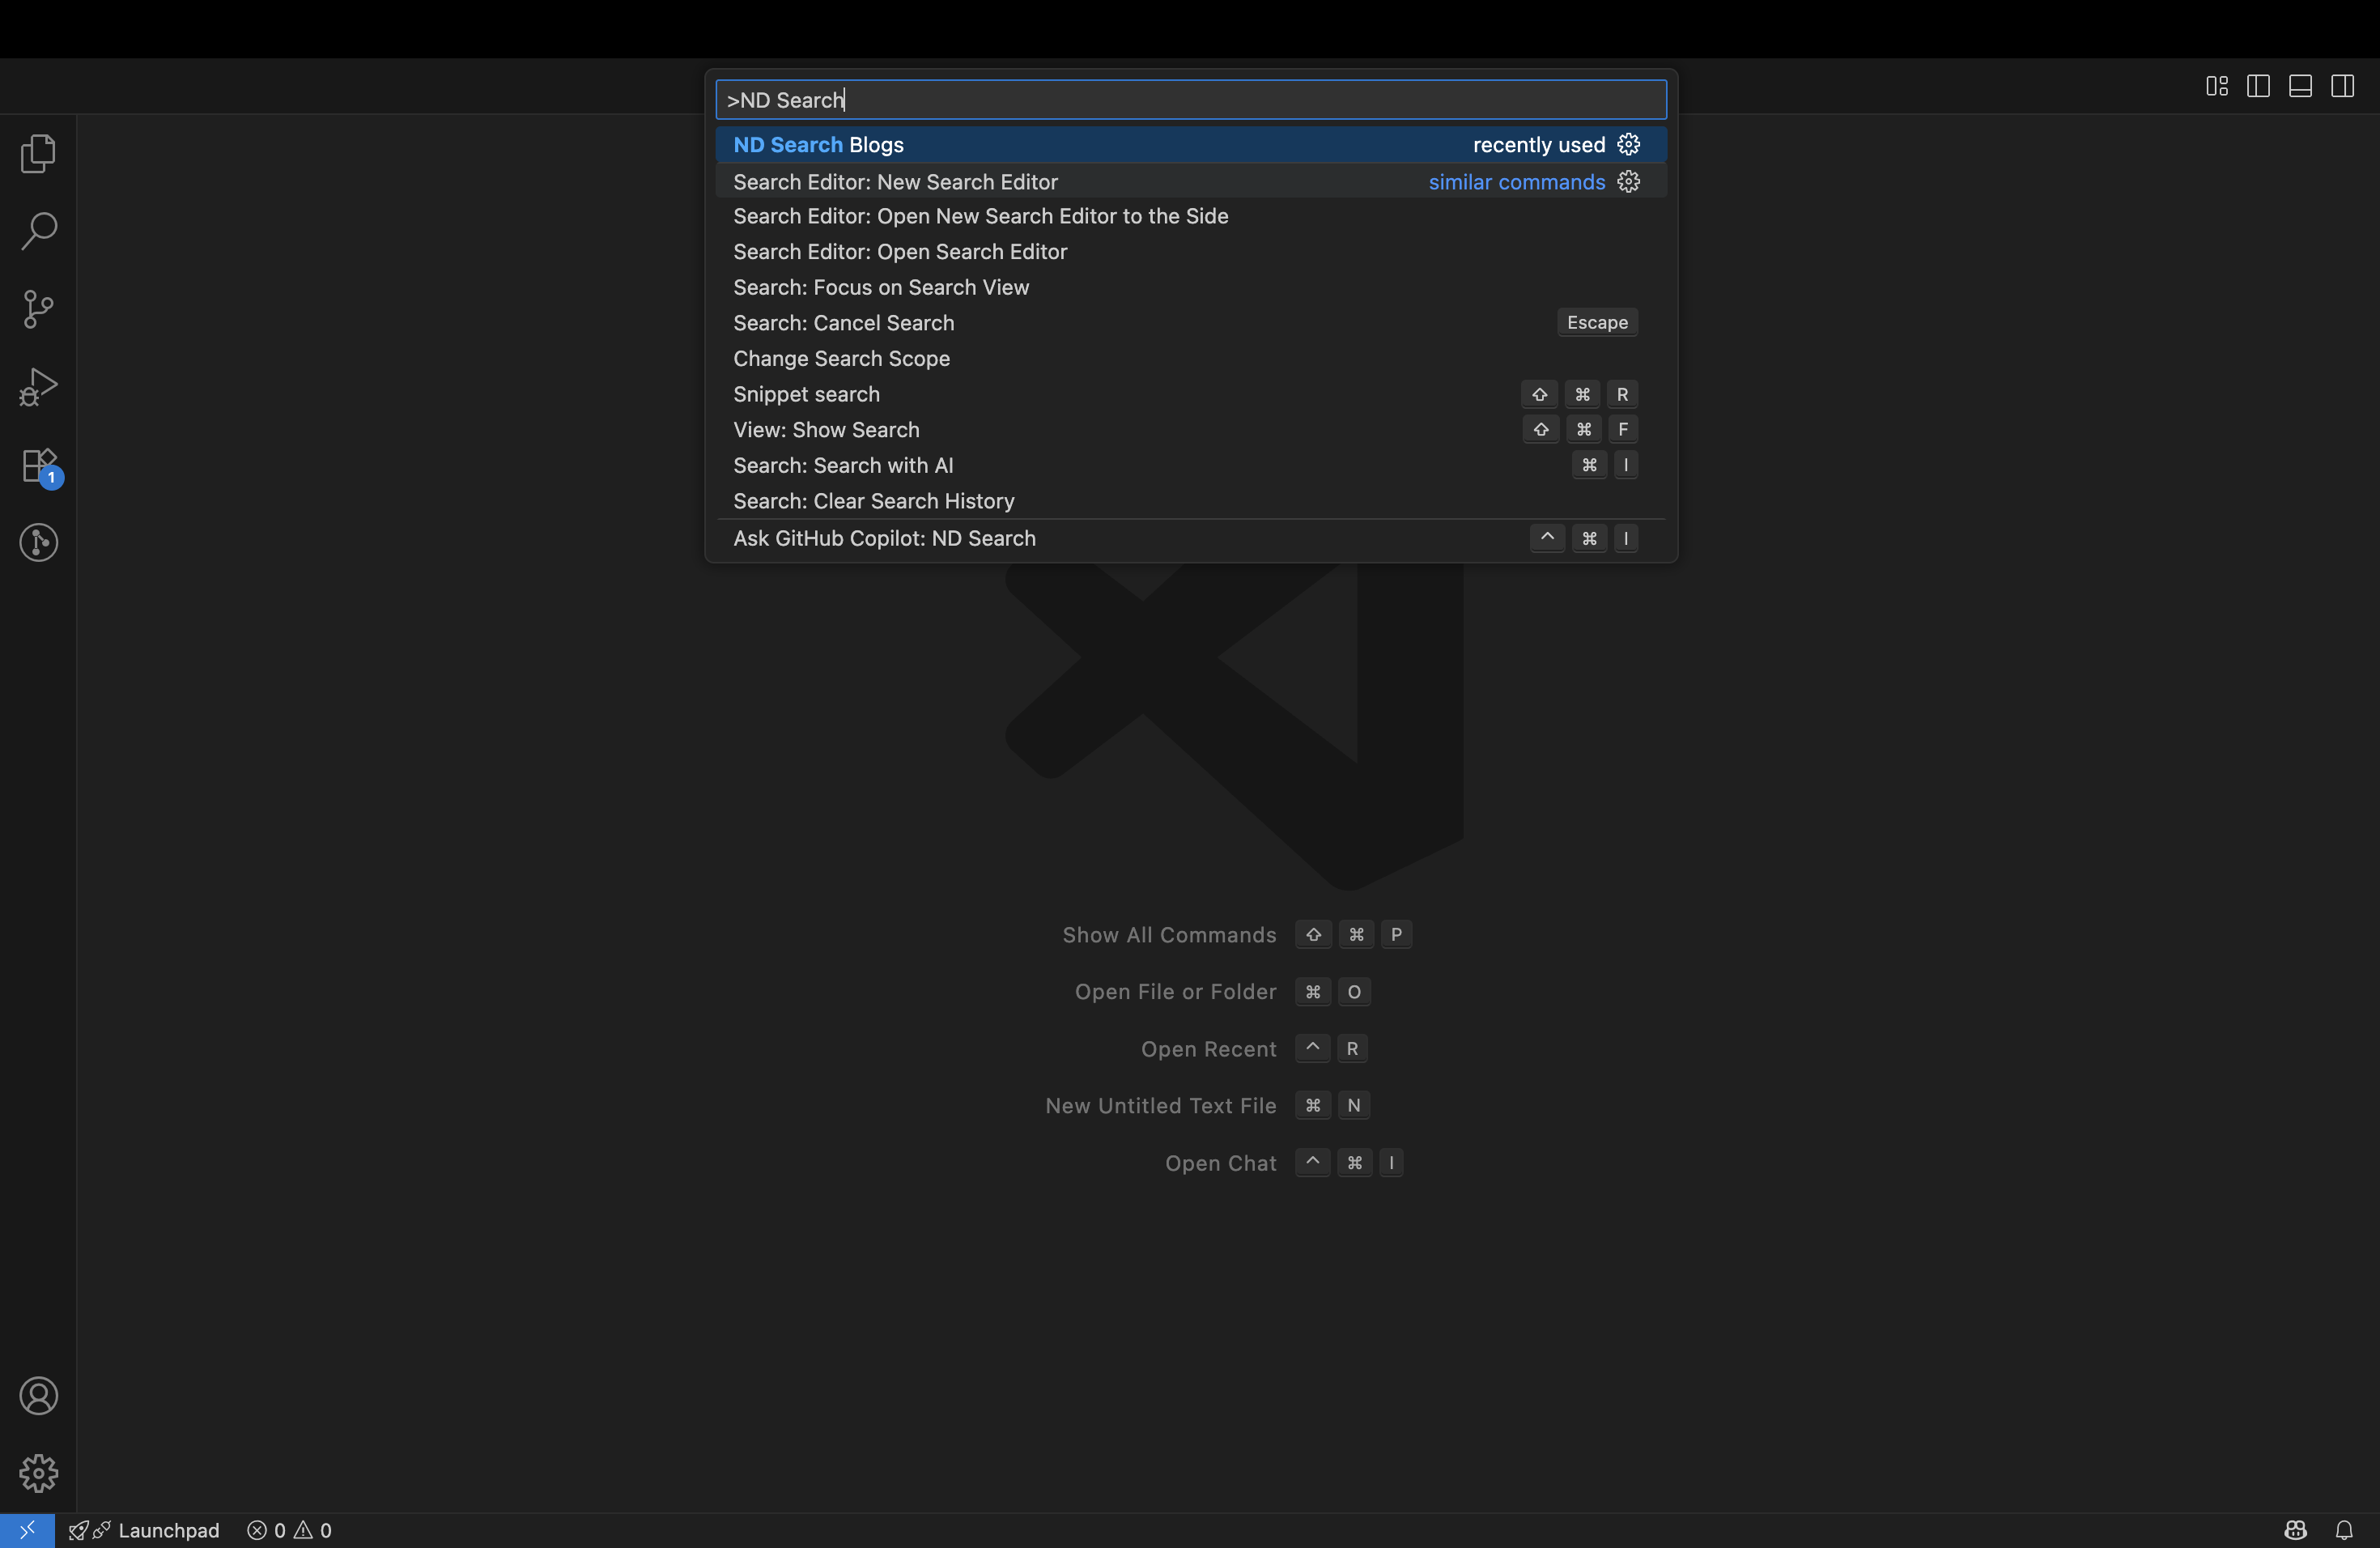 >ND Search
ND Search Blogs recently used
Search Editor: New Search Editor similar commands
Search Editor: Open New Search Editor to the Side
Search Editor: Open Search Editor
Search: Focus on Search View
Search: Cancel Search Escape
Change Search Scope
Snippet search ⇧ ⌘ R
View: Show Search ⇧ ⌘ F
Search: Search with AI ⌘ I
Search: Clear Search History
Ask GitHub Copilot: ND Search ^ ⌘ I
1
Show All Commands ⇧ ⌘ P
Open File or Folder ⌘ O
Open Recent ^ R
New Untitled Text File ⌘ N
Open Chat ^ ⌘ I
Launchpad 0 0